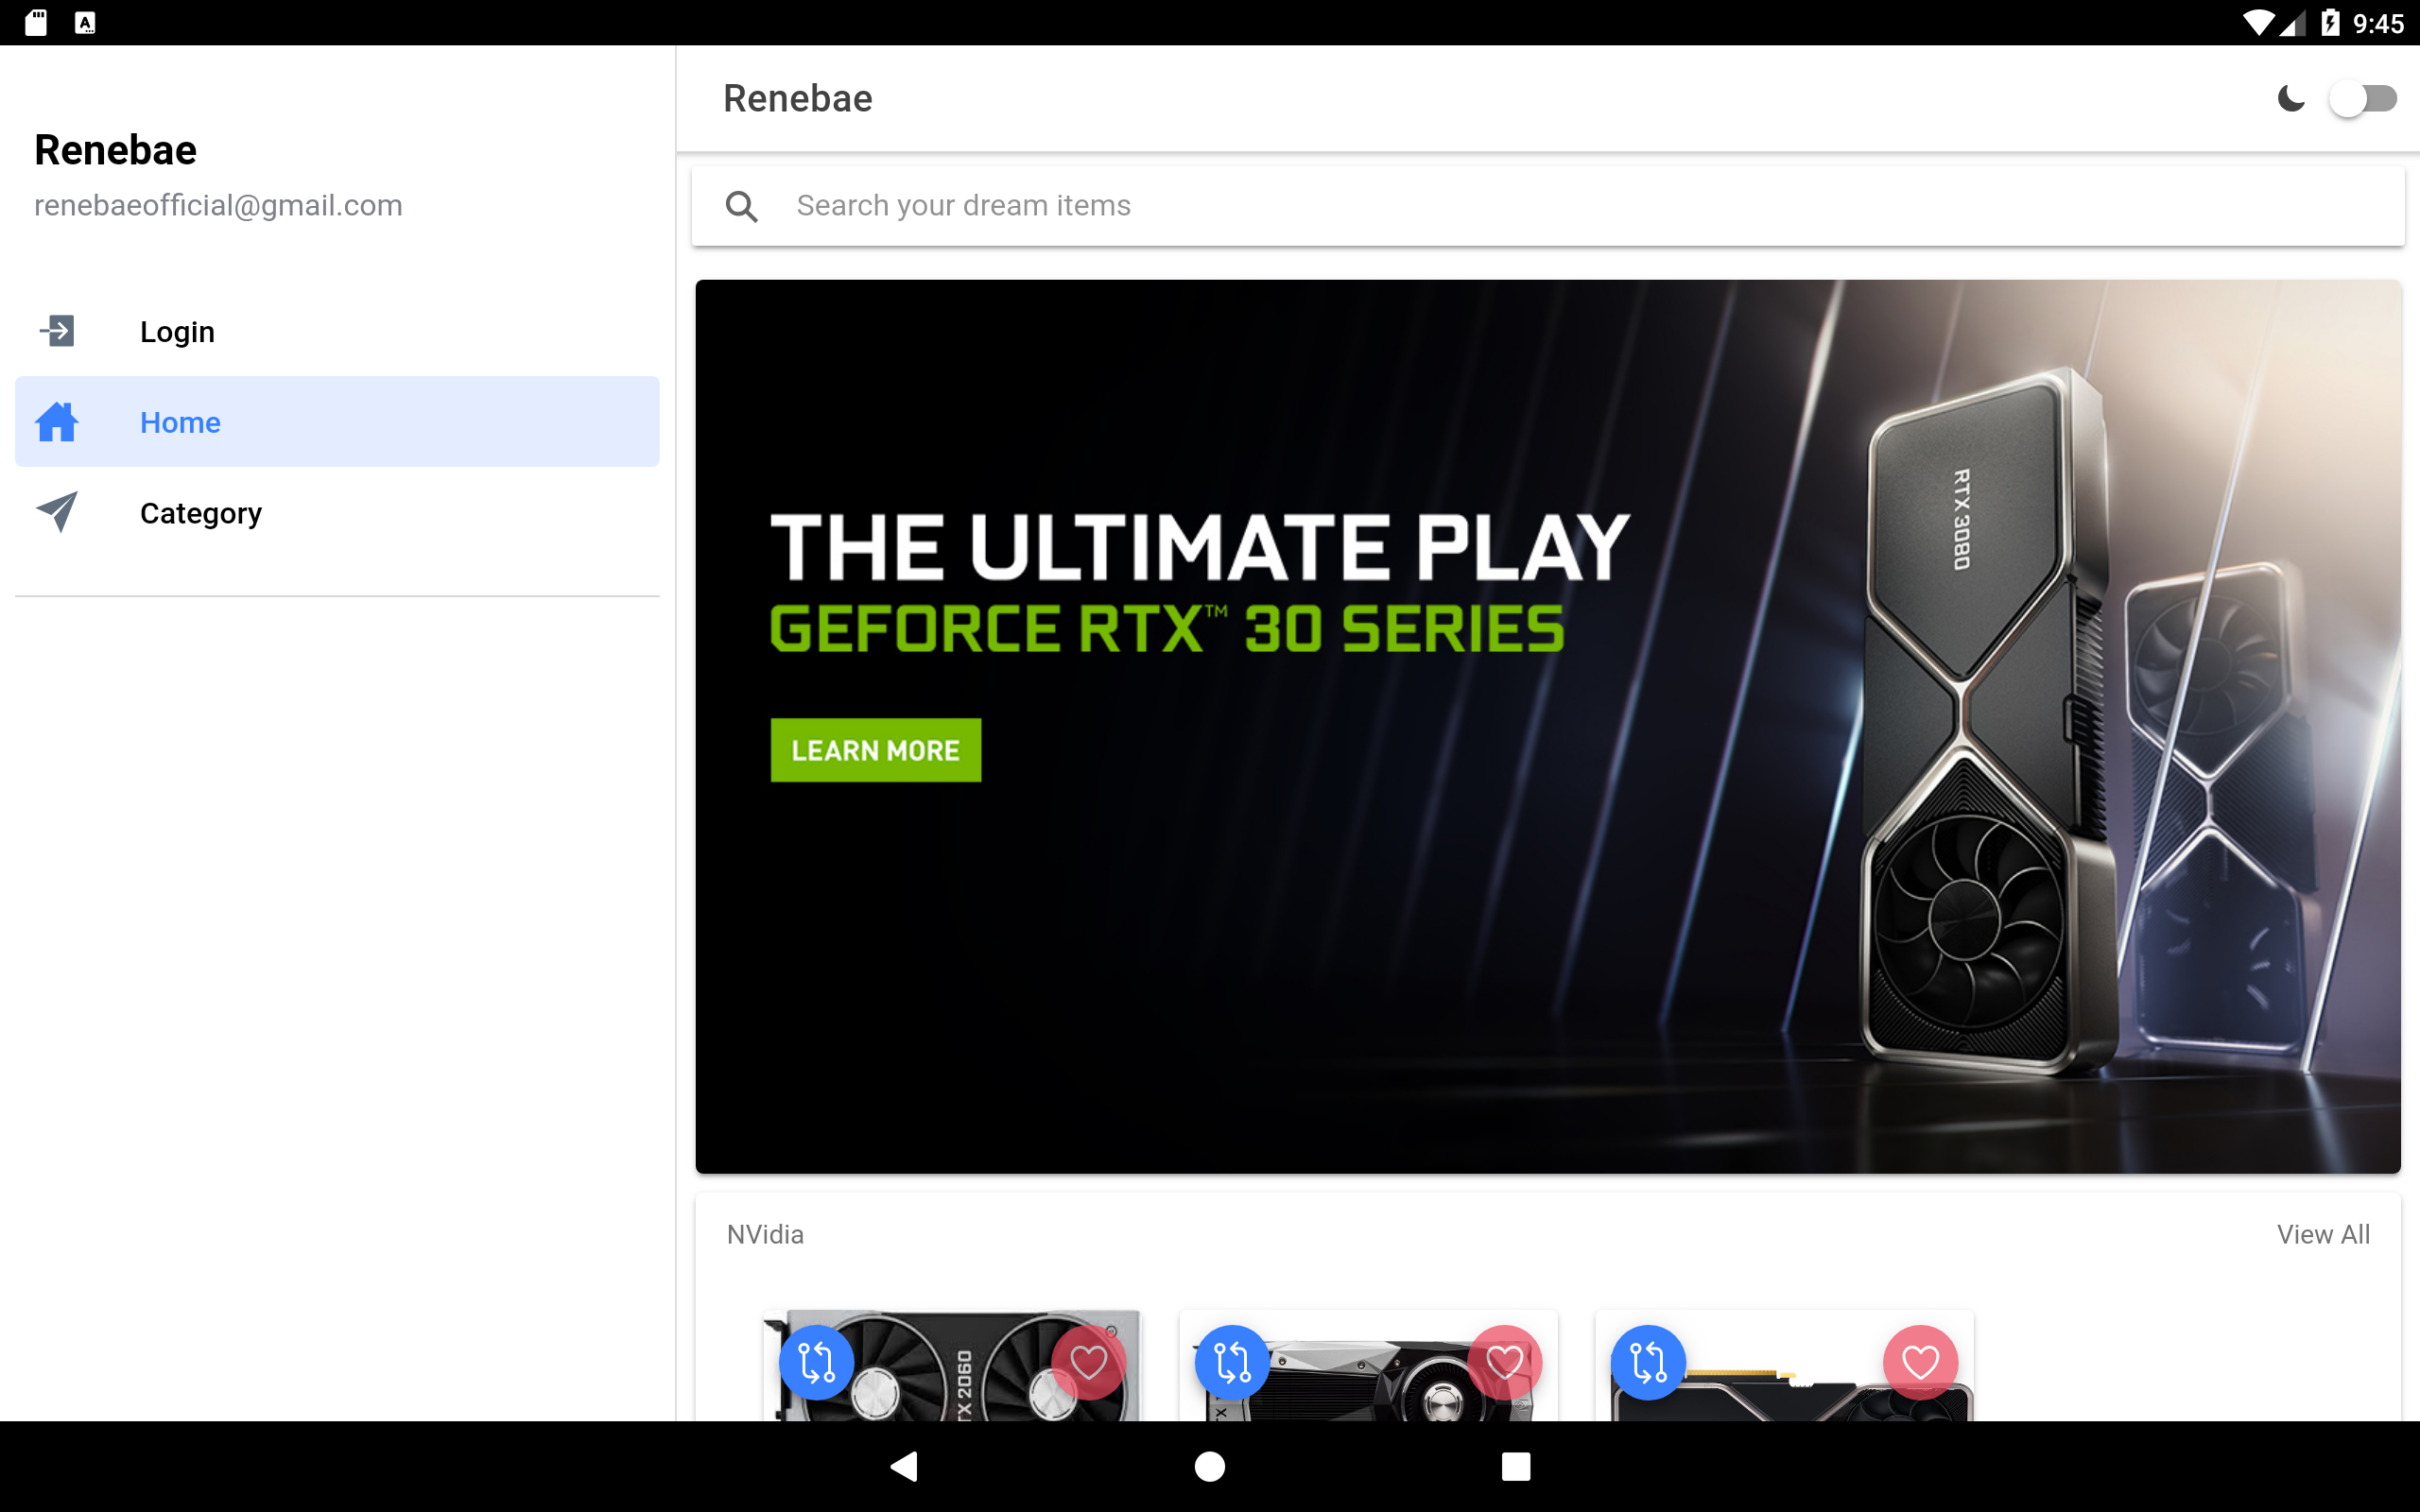 9:45
Renebae
renebaeofficial@gmail.com
Login
Home
Category
Renebae
Search your dream items
THE ULTIMATE PLAY
GEFORCE RTX™ 30 SERIES
LEARN MORE
RTX 3080
NVidia
View All
TX 2060